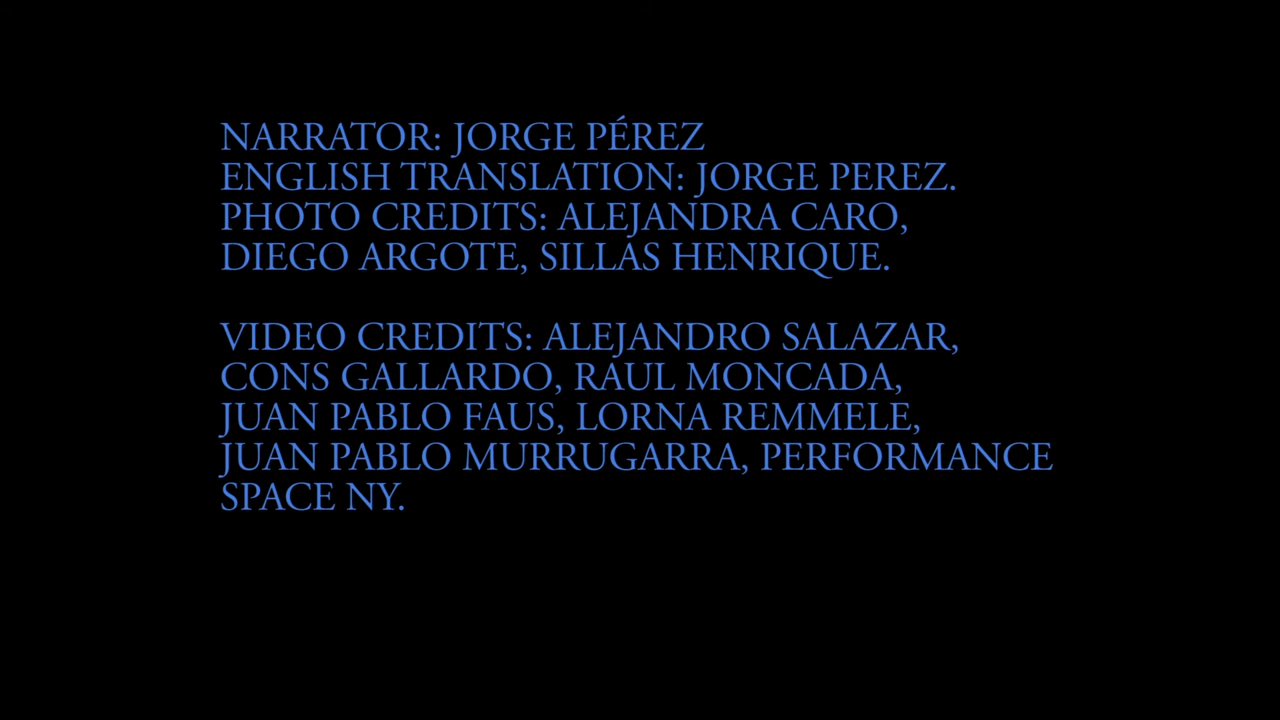 NARRATOR: JORGE PÉREZ
ENGLISH TRANSLATION: JORGE PEREZ.
PHOTO CREDITS: ALEJANDRA CARO,
DIEGO ARGOTE, SILLAS HENRIQUE.
VIDEO CREDITS: ALEJANDRO SALAZAR,
CONS GALLARDO, RAUL MONCADA,
JUAN PABLO FAUS, LORNA REMMELE,
JUAN PABLO MURRUGARRA, PERFORMANCE
SPACE NY.